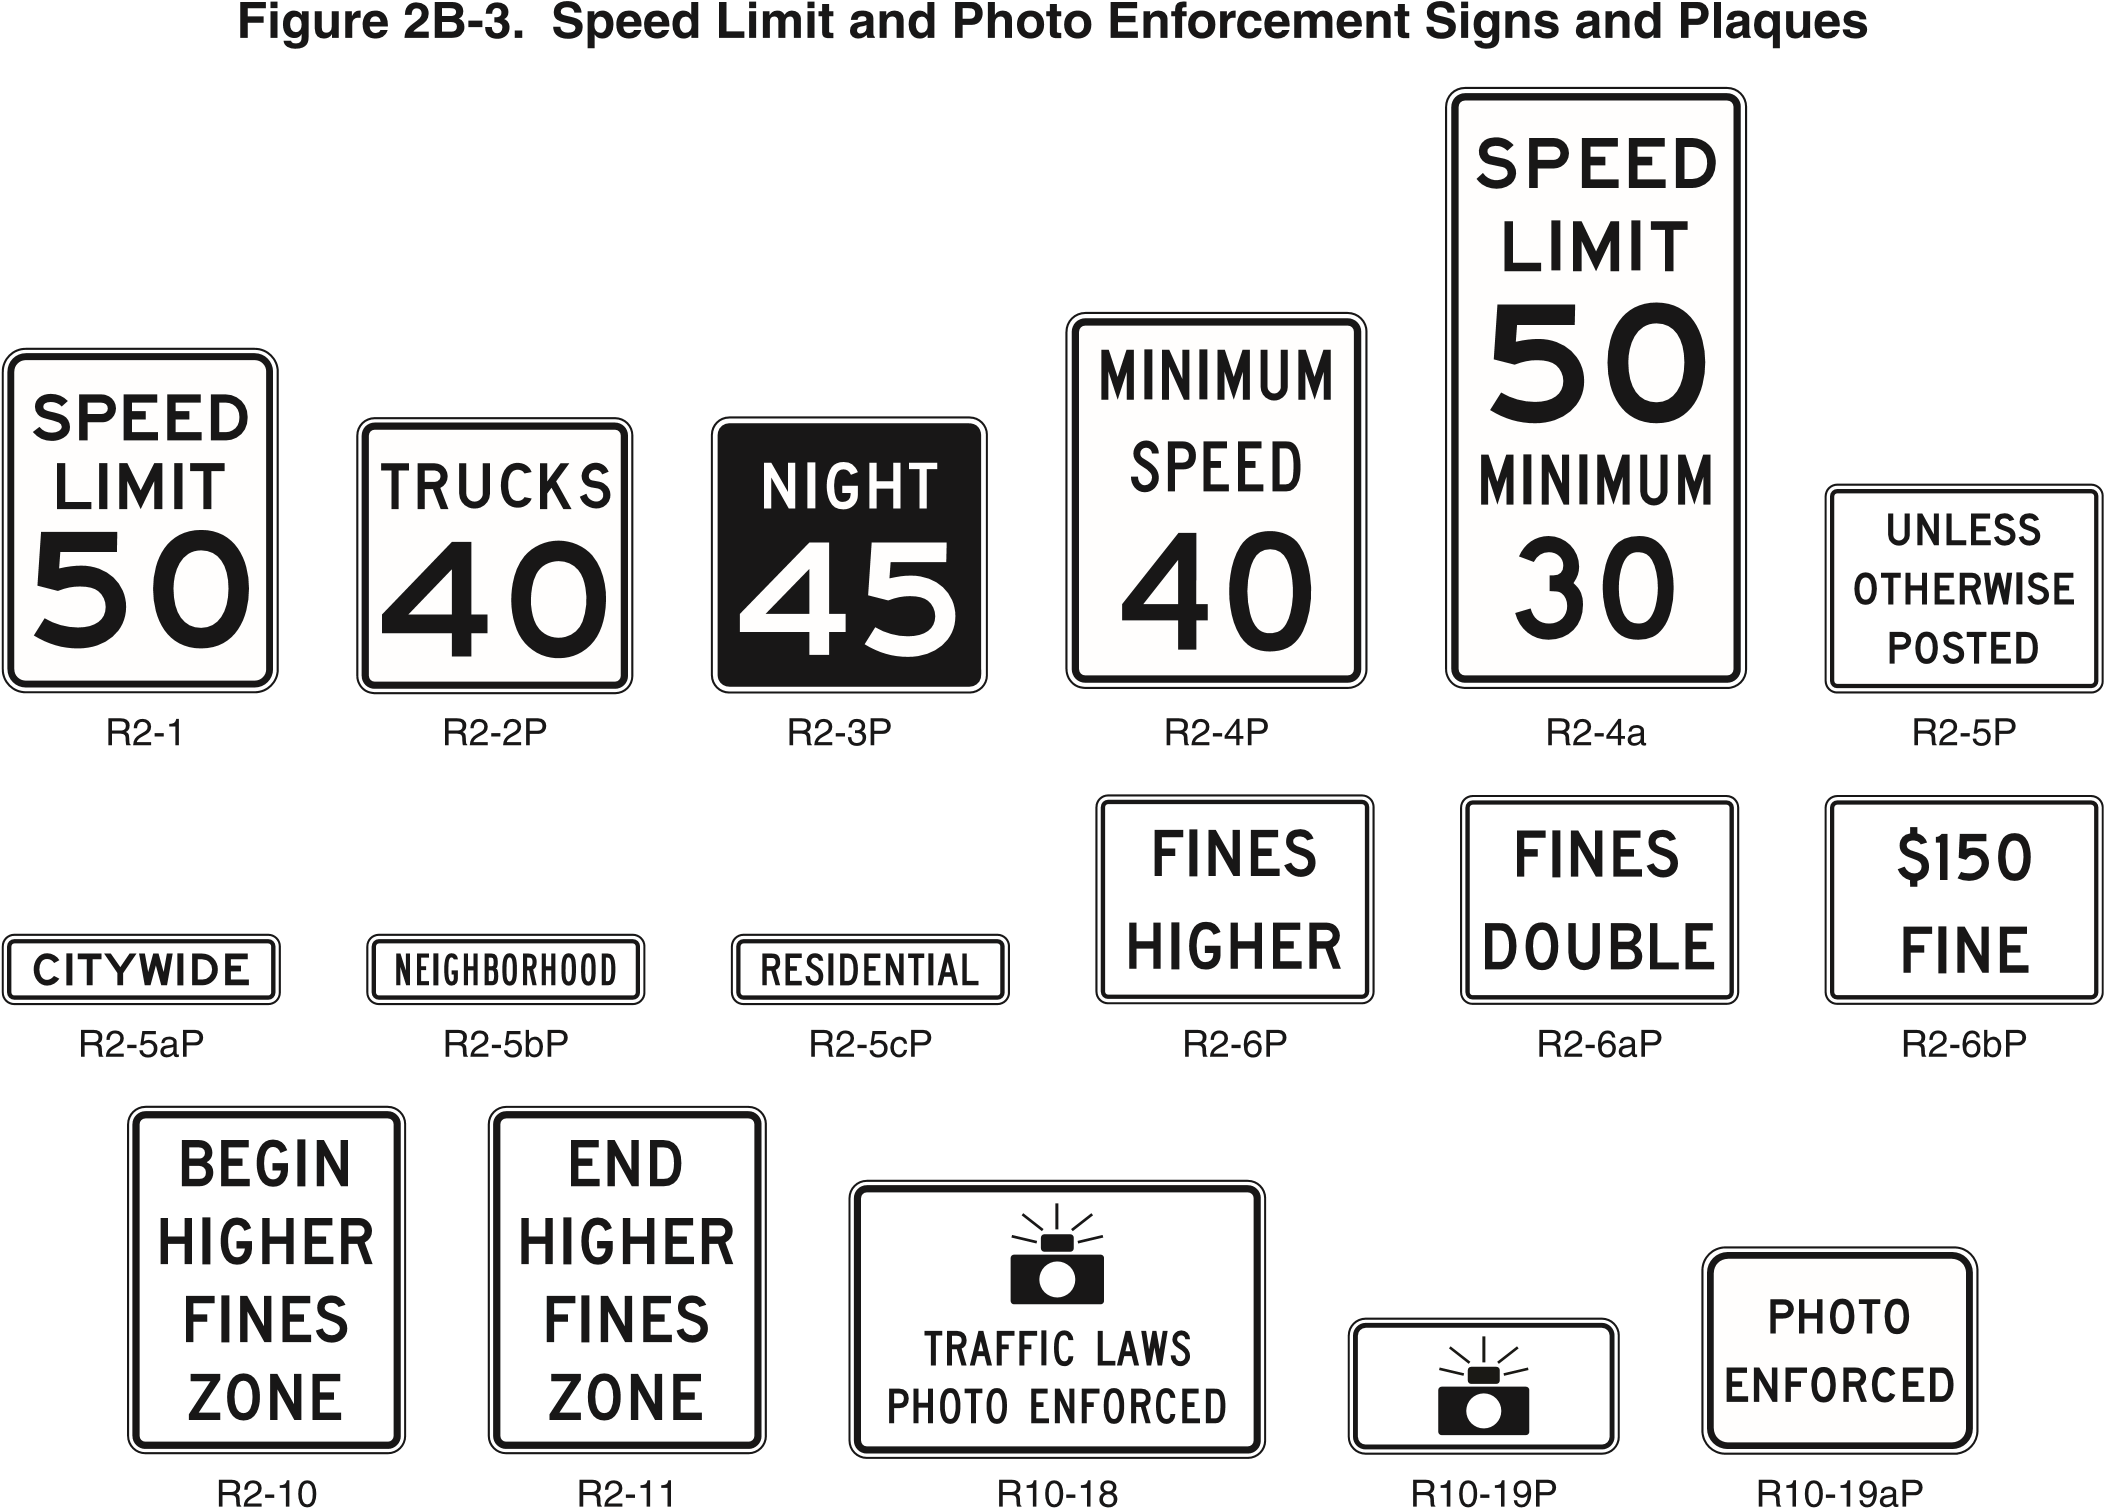 Figure 2B-3. Speed Limit and Photo Enforcement Signs and Plaques
SPEED
LIMIT
50
R2-1
TRUCKS
40
R2-2P
NIGHT
45
R2-3P
MINIMUM
SPEED
40
R2-4P
SPEED
LIMIT
50
MINIMUM
30
R2-4a
UNLESS
OTHERWISE
POSTED
R2-5P
CITYWIDE
R2-5aP
NEIGHBORHOOD
R2-5bP
RESIDENTIAL
R2-5cP
FINES
HIGHER
R2-6P
FINES
DOUBLE
R2-6aP
$150
FINE
R2-6bP
BEGIN
HIGHER
FINES
ZONE
R2-10
END
HIGHER
FINES
ZONE
R2-11
TRAFFIC LAWS
PHOTO ENFORCED
R10-18
R10-19P
PHOTO
ENFORCED
R10-19aP